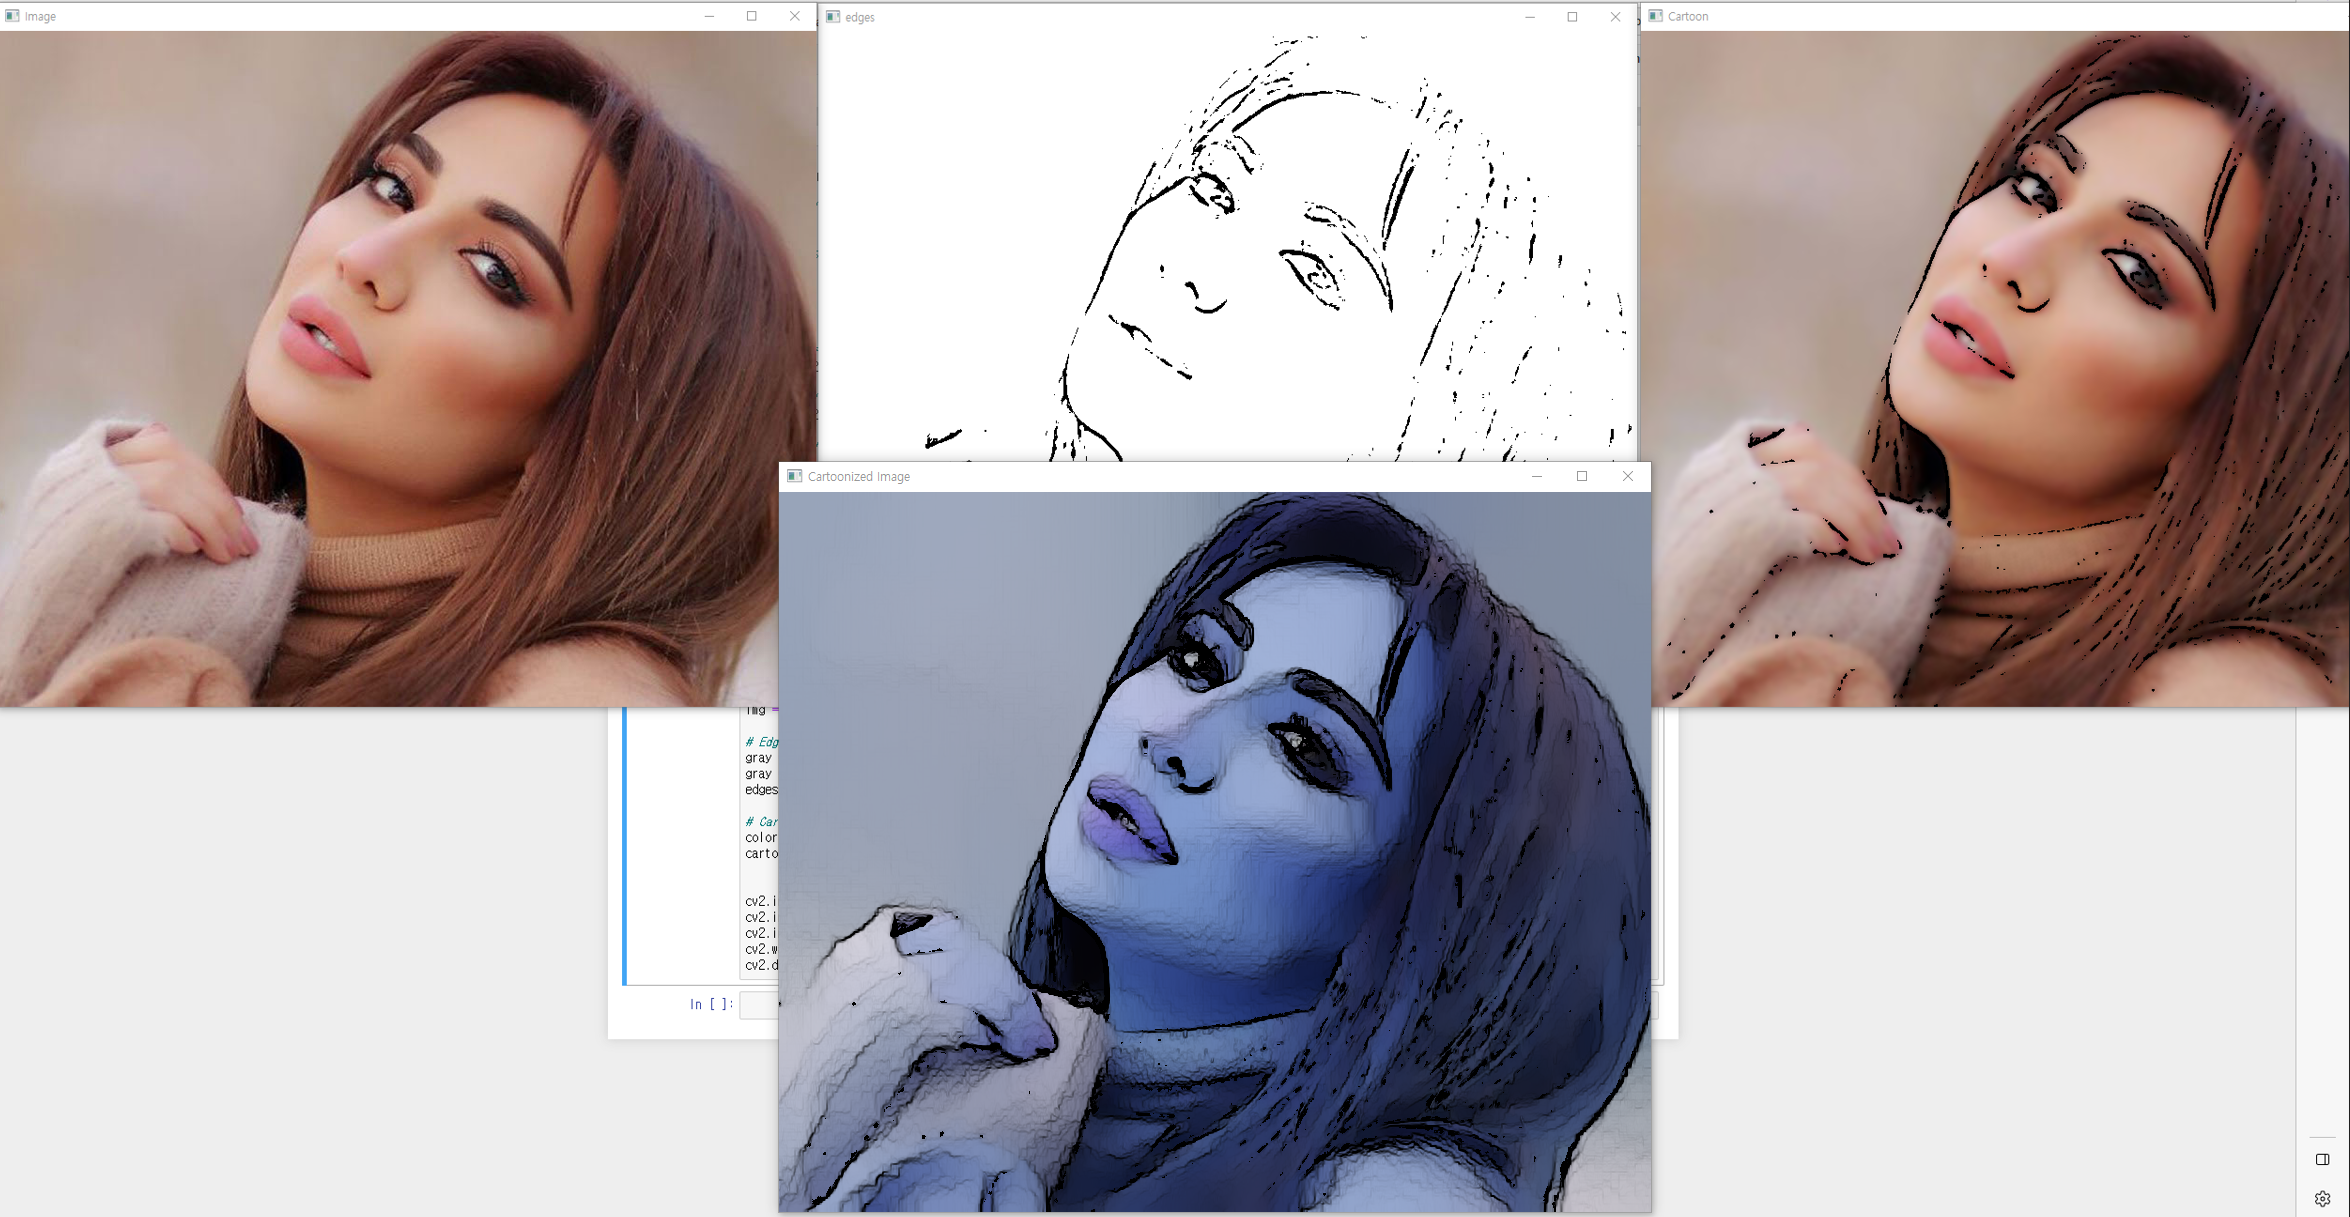 Image
edges
Cartoon
Cartoonized Image
img =
# Edg
gray
gray
edges
# Car
color
carto
cv2.i
cv2.i
cv2.i
cv2.w
cv2.d
In [ ]: